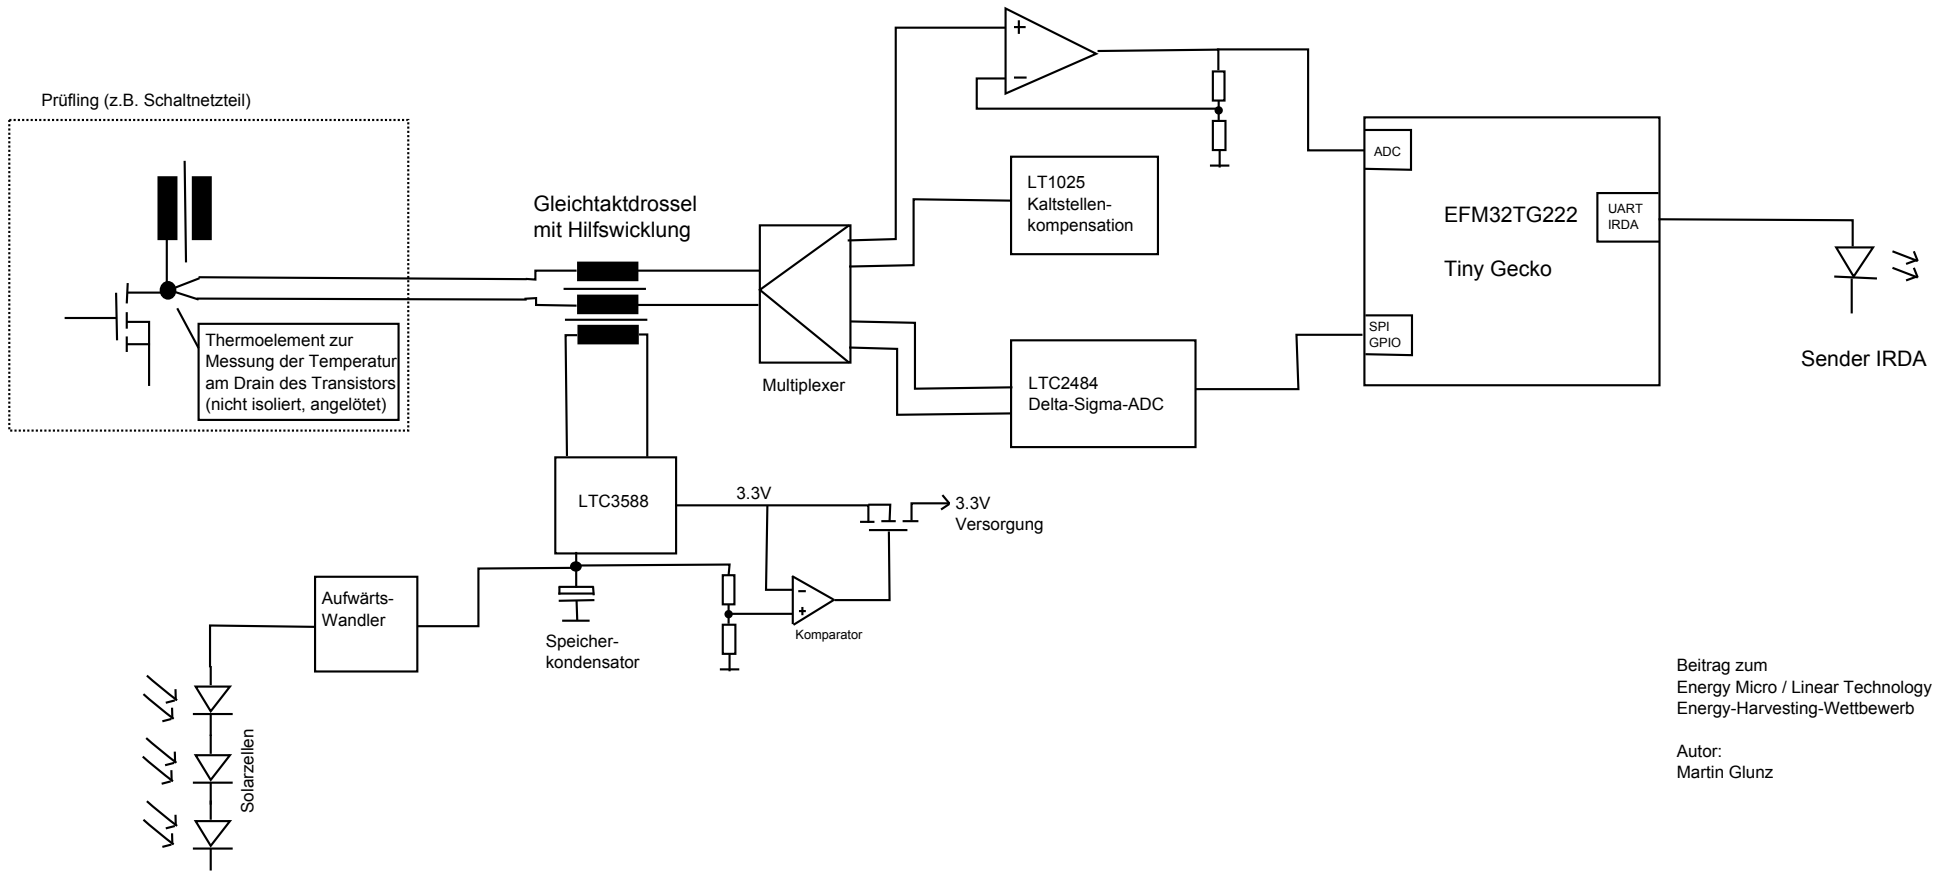 Prüfling (z.B. Schaltnetzteil)
Thermoelement zur
Messung der Temperatur
am Drain des Transistors
(nicht isoliert, angelötet)
Gleichtaktdrossel
mit Hilfswicklung
Multiplexer
+
−
LT1025
Kaltstellen-
kompensation
LTC2484
Delta-Sigma-ADC
ADC
EFM32TG222
Tiny Gecko
UART
IRDA
SPI
GPIO
Sender IRDA
LTC3588
3.3V
3.3V
Versorgung
−
+
Komparator
Aufwärts-
Wandler
Speicher-
kondensator
Solarzellen
Beitrag zum
Energy Micro / Linear Technology
Energy-Harvesting-Wettbewerb
Autor:
Martin Glunz